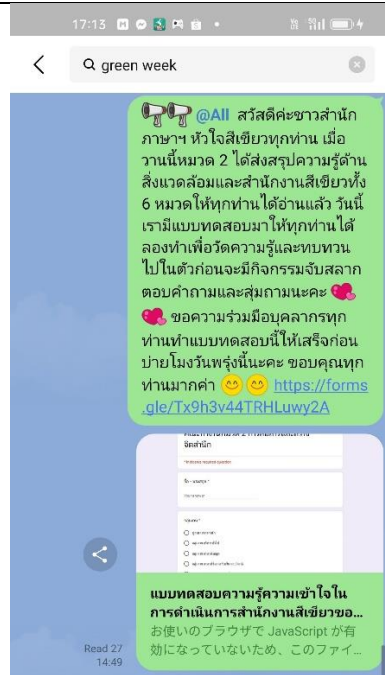 17:13
green week
@All สวัสดีค่ะชาวสำนัก
ภาษาฯ หัวใจสีเขียวทุกท่าน เมื่อ
วานนี้หมวด 2 ได้ส่งสรุปความรู้ด้าน
สิ่งแวดล้อมและสำนักงานสีเขียวทั้ง
6 หมวดให้ทุกท่านได้อ่านแล้ว วันนี้
เรามีแบบทดสอบมาให้ทุกท่านได้
ลองทำเพื่อวัดความรู้และทบทวน
ไปในตัวก่อนจะมีกิจกรรมจับสลาก
ตอบคำถามและสุ่มถามนะคะ
ขอความร่วมมือบุคลากรทุก
ท่านทำแบบทดสอบนี้ให้เสร็จก่อน
บ่ายโมงวันพรุ่งนี้นะคะ ขอบคุณทุก
ท่านมากค่า 😊😊 https://forms
.gle/Tx9h3v44TRHLuwy2A
จิตสำนึก
แบบทดสอบความรู้ความเข้าใจใน
การดำเนินการสำนักงานสีเขียวขอ...
お使いのブラウザで JavaScript が有
効になっていないため、このファイ...
Read 27
14:49